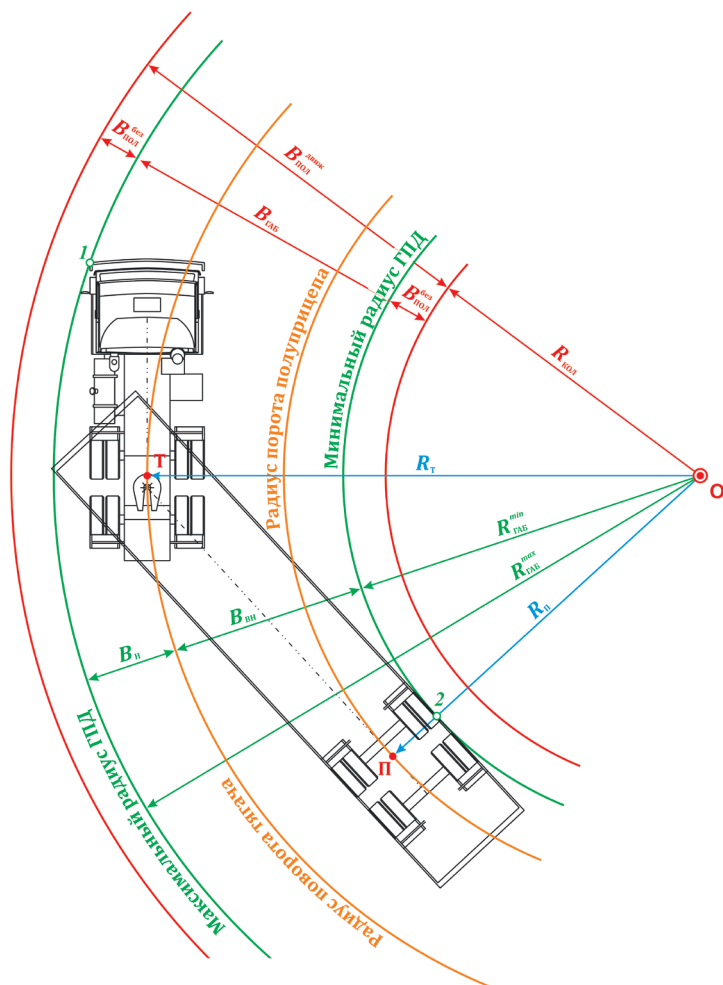 B без ПОЛ
B движ ПОЛ
B ГАБ
1
Минимальный радиус ГПД
B без ПОЛ
Радиус порота полуприцепа
R кол
T
R т
O
R min ГАБ
R max ГАБ
R п
B вн
B н
2
П
Максимальный радиус ГПД
Радиус поворота тягача